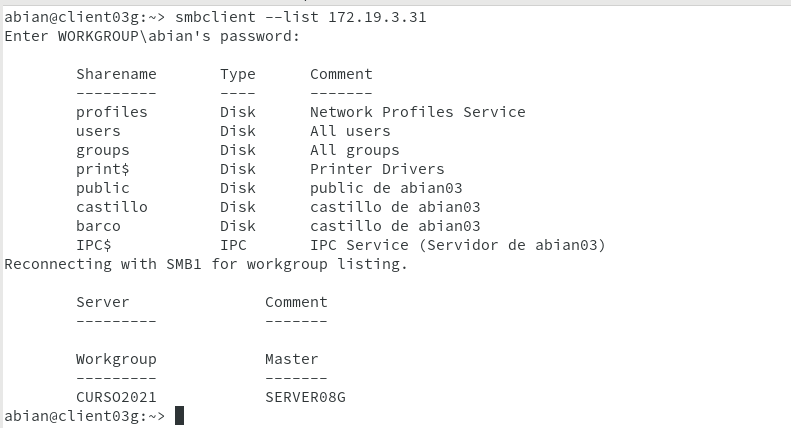 abian@client03g:~> smbclient --list 172.19.3.31
Enter WORKGROUP\abian's password:
Sharename Type Comment
--------- ---- -------
profiles Disk Network Profiles Service
users Disk All users
groups Disk All groups
print$ Disk Printer Drivers
public Disk public de abian03
castillo Disk castillo de abian03
barco Disk castillo de abian03
IPC$ IPC IPC Service (Servidor de abian03)
Reconnecting with SMB1 for workgroup listing.
Server Comment
--------- -------
Workgroup Master
--------- -------
CURSO2021 SERVER08G
abian@client03g:~>